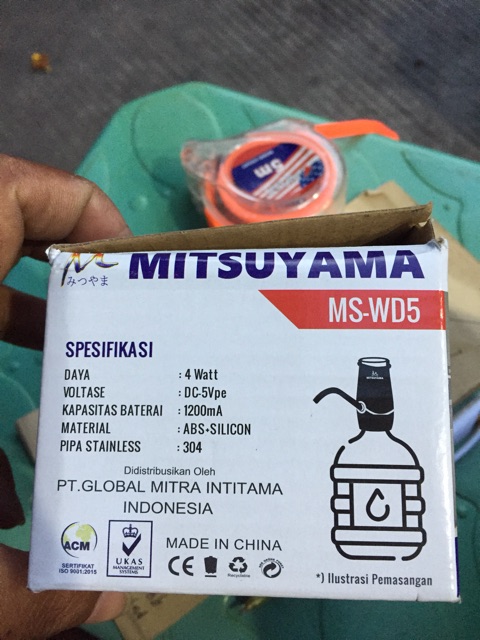 5 m
みつやま
MITSUYAMA
MS-WD5
SPESIFIKASI
DAYA : 4 Watt
VOLTASE : DC-5Vpe
KAPASITAS BATERAI : 1200mA
MATERIAL : ABS+SILICON
PIPA STAINLESS : 304
MITSUYAMA
Didistribusikan Oleh
PT.GLOBAL MITRA INTITAMA
INDONESIA
ACM
SERTIFIKAT
ISO 9001:2015
UKAS
MANAGEMENT
SYSTEMS
MADE IN CHINA
CE
Recyclable
*) Ilustrasi Pemasangan